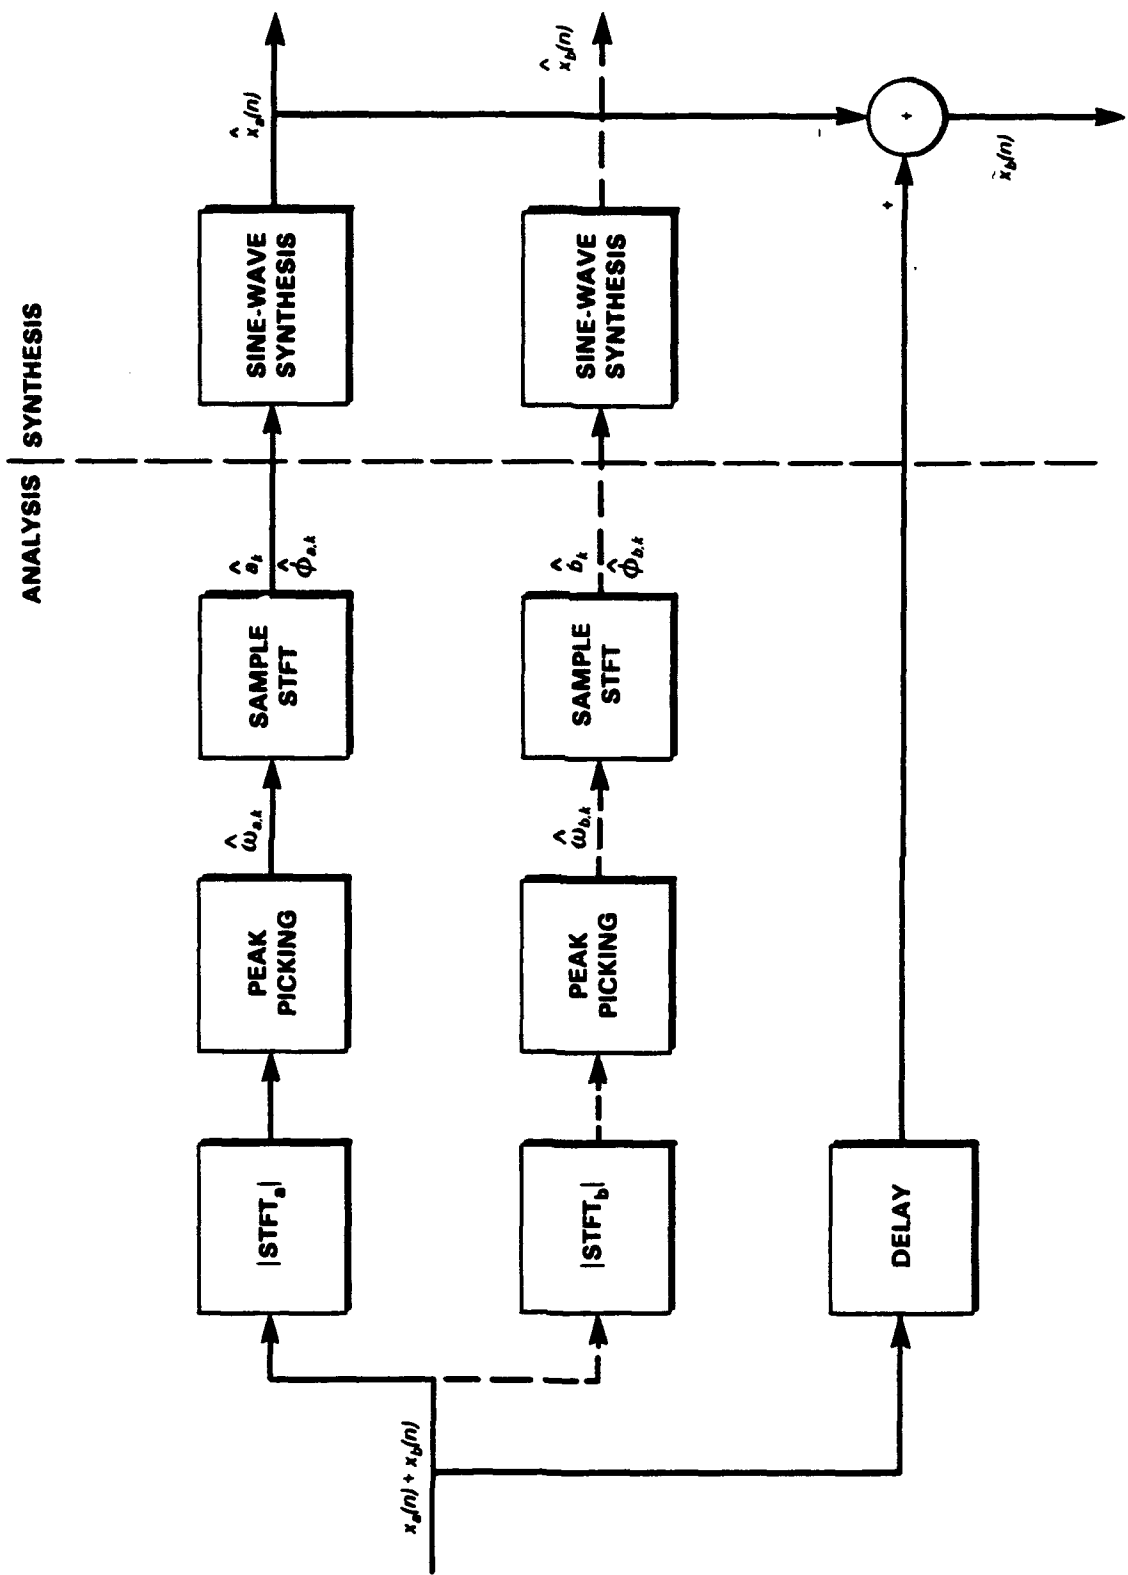 ANALYSIS | SYNTHESIS
x_a(n) + x_b(n)
|STFT_a|
PEAK
PICKING
ω̂_a,k
SAMPLE
STFT
â_k
φ̂_a,k
SINE-WAVE
SYNTHESIS
x̂_a(n)
|STFT_b|
PEAK
PICKING
ω̂_b,k
SAMPLE
STFT
b̂_k
φ̂_b,k
SINE-WAVE
SYNTHESIS
x̂_b(n)
DELAY
+
-
+
x̃_b(n)